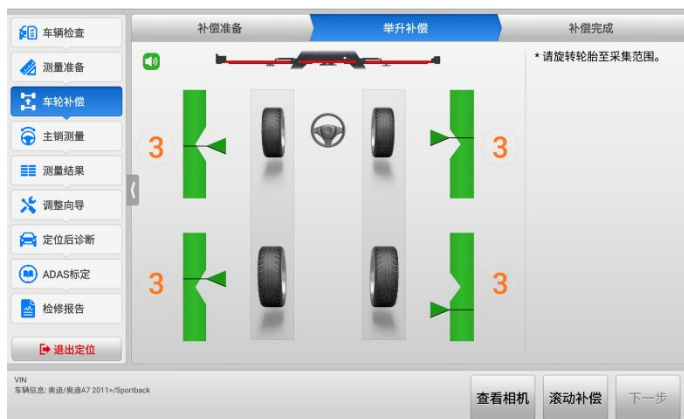 车辆检查
测量准备
车轮补偿
主销测量
测量结果
调整向导
定位后诊断
ADAS标定
检修报告
退出定位
补偿准备
举升补偿
补偿完成
* 请旋转轮胎至采集范围。
3
3
3
3
VIN
车辆信息: 奥迪/奥迪A7 2011>/Sportback
查看相机
滚动补偿
下一步